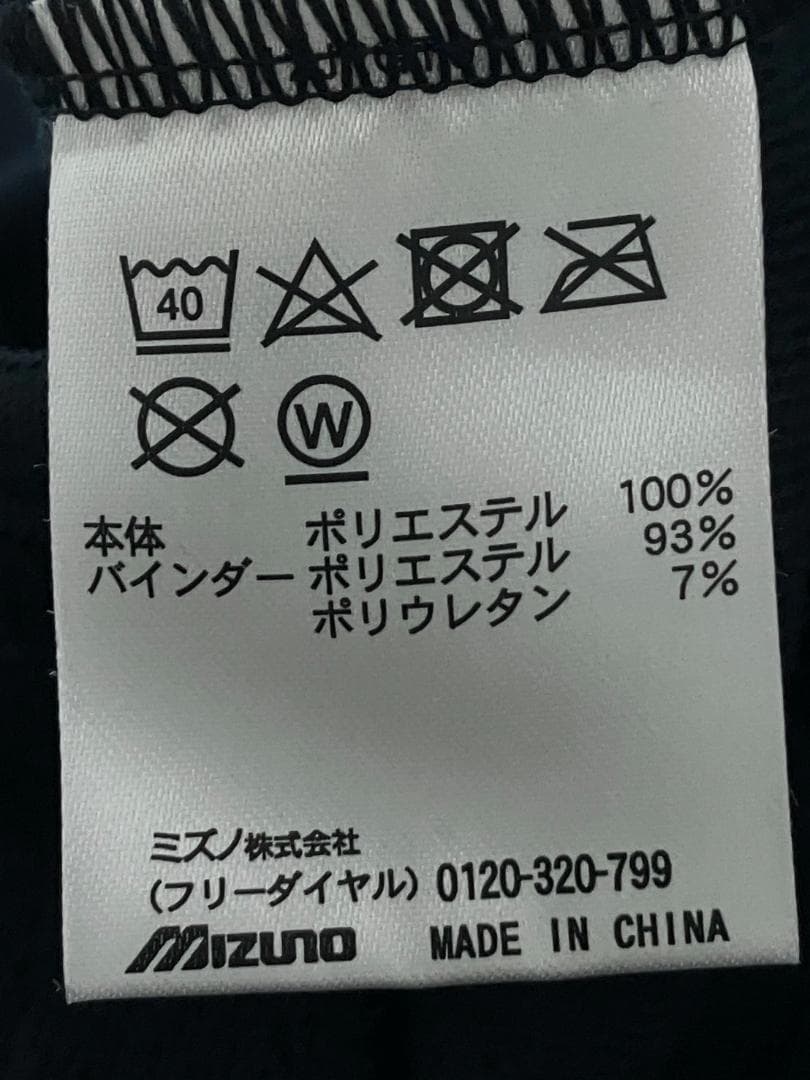 40
W
本体 ポリエステル 100%
バインダー ポリエステル 93%
ポリウレタン 7%
ミズノ株式会社
(フリーダイヤル) 0120-320-799
MIZUNO MADE IN CHINA